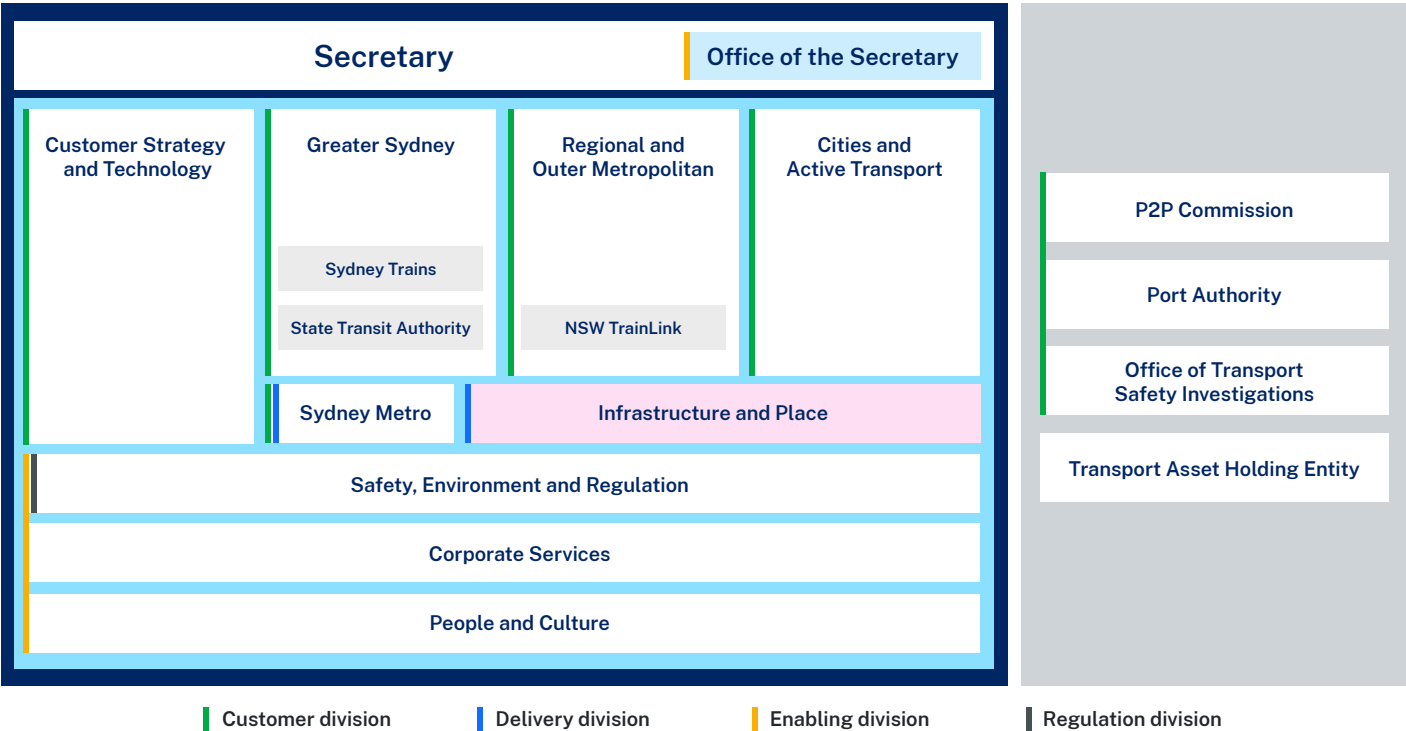 Secretary
Office of the Secretary
Customer Strategy
and Technology
Greater Sydney
Sydney Trains
State Transit Authority
Regional and
Outer Metropolitan
NSW TrainLink
Cities and
Active Transport
Sydney Metro
Infrastructure and Place
Safety, Environment and Regulation
Corporate Services
People and Culture
P2P Commission
Port Authority
Office of Transport
Safety Investigations
Transport Asset Holding Entity
Customer division
Delivery division
Enabling division
Regulation division